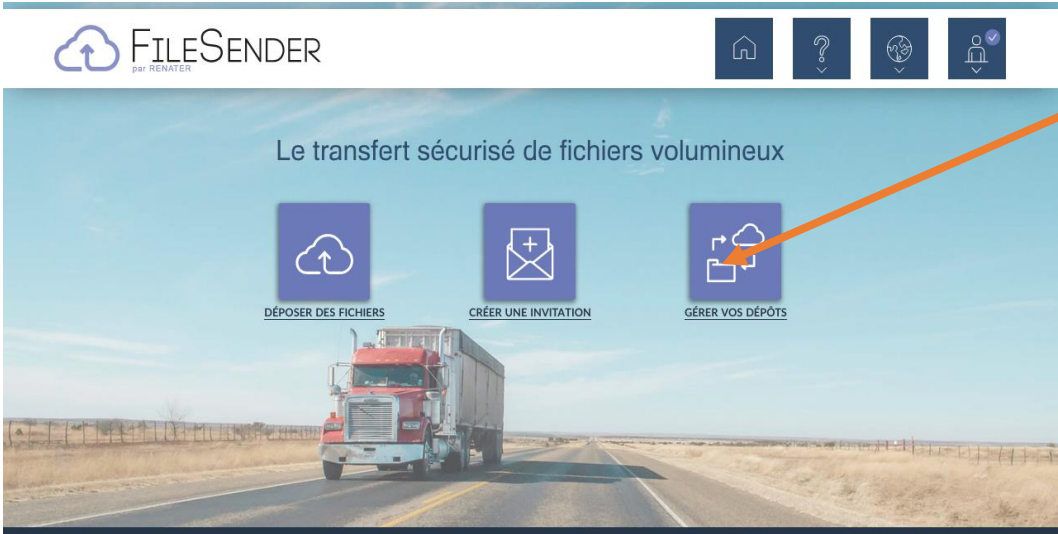 FILESENDER
par RENATER
Le transfert sécurisé de fichiers volumineux
DÉPOSER DES FICHIERS
CRÉER UNE INVITATION
GÉRER VOS DÉPÔTS